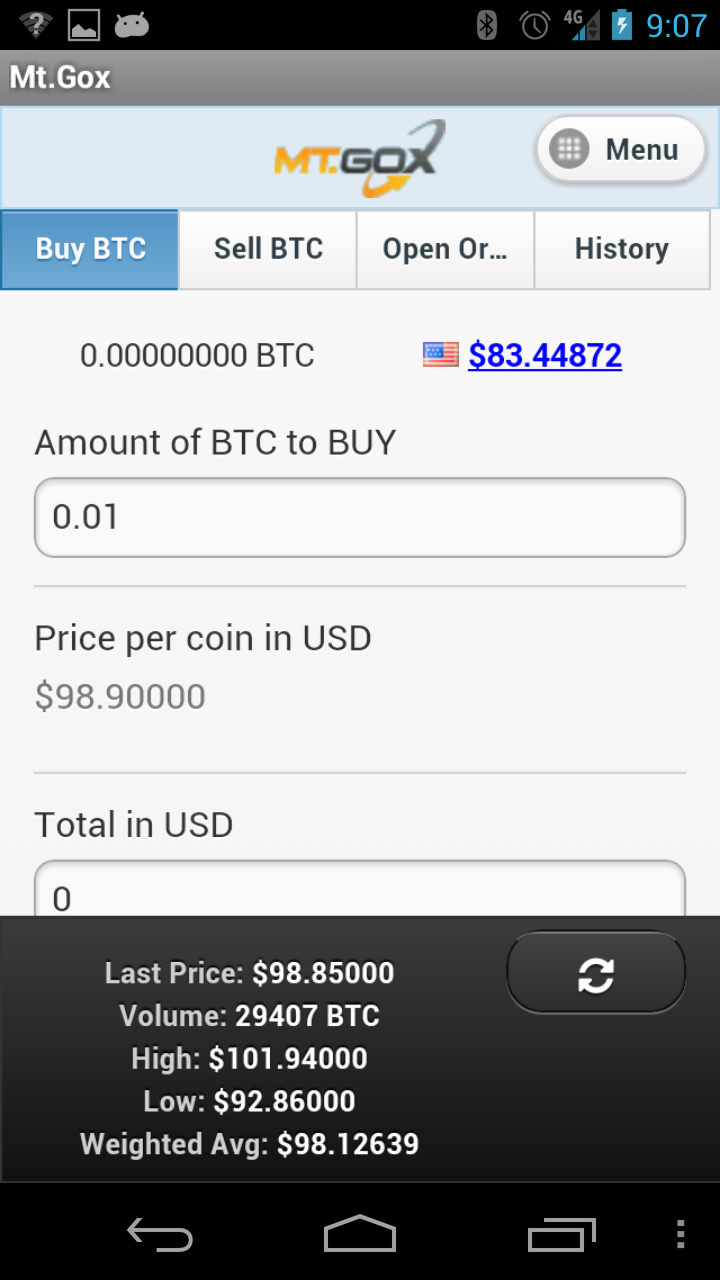 4G 9:07
Mt.Gox
MT.GOX Menu
Buy BTC Sell BTC Open Or... History
0.00000000 BTC $83.44872
Amount of BTC to BUY
0.01
Price per coin in USD
$98.90000
Total in USD
0
Last Price: $98.85000
Volume: 29407 BTC
High: $101.94000
Low: $92.86000
Weighted Avg: $98.12639